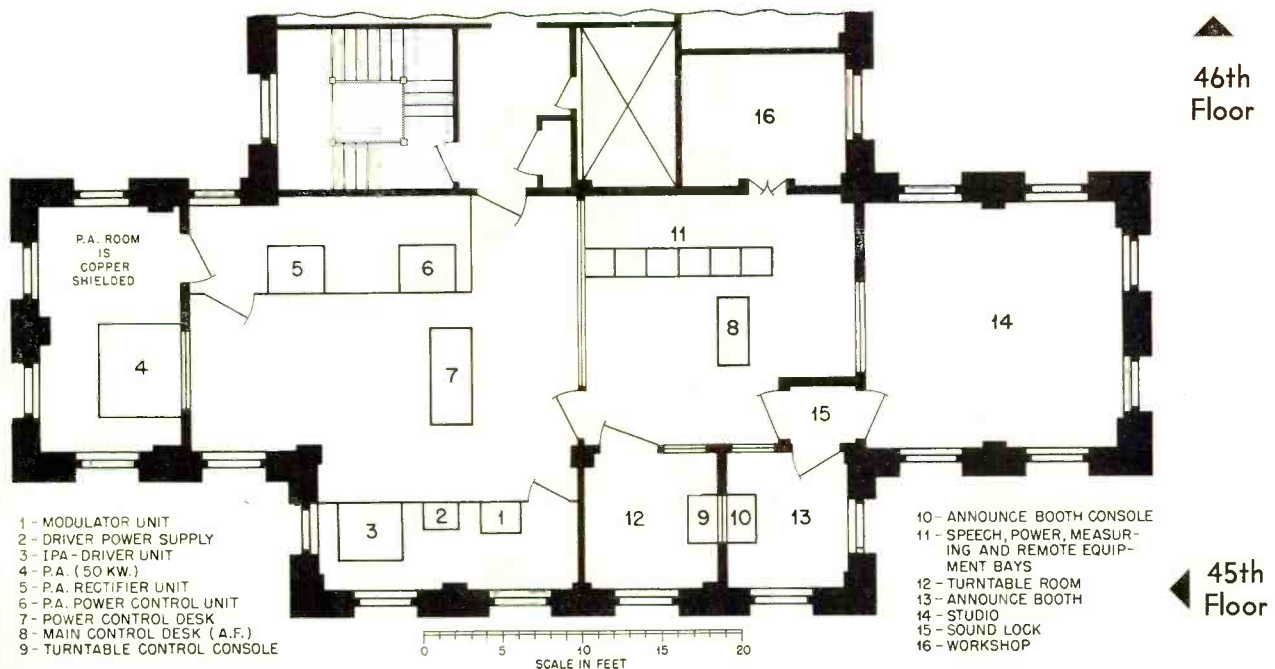 46th
Floor
16
P.A. ROOM
IS
COPPER
SHIELDED
5
6
11
8
14
4
7
15
3
2
1
12
9
10
13
1 - MODULATOR UNIT
2 - DRIVER POWER SUPPLY
3 - IPA - DRIVER UNIT
4 - P.A. (50 KW.)
5 - P.A. RECTIFIER UNIT
6 - P.A. POWER CONTROL UNIT
7 - POWER CONTROL DESK
8 - MAIN CONTROL DESK (A.F.)
9 - TURNTABLE CONTROL CONSOLE
10 - ANNOUNCE BOOTH CONSOLE
11 - SPEECH, POWER, MEASUR-
ING AND REMOTE EQUIP-
MENT BAYS
12 - TURNTABLE ROOM
13 - ANNOUNCE BOOTH
14 - STUDIO
15 - SOUND LOCK
16 - WORKSHOP
45th
Floor
0 10 20
SCALE IN FEET